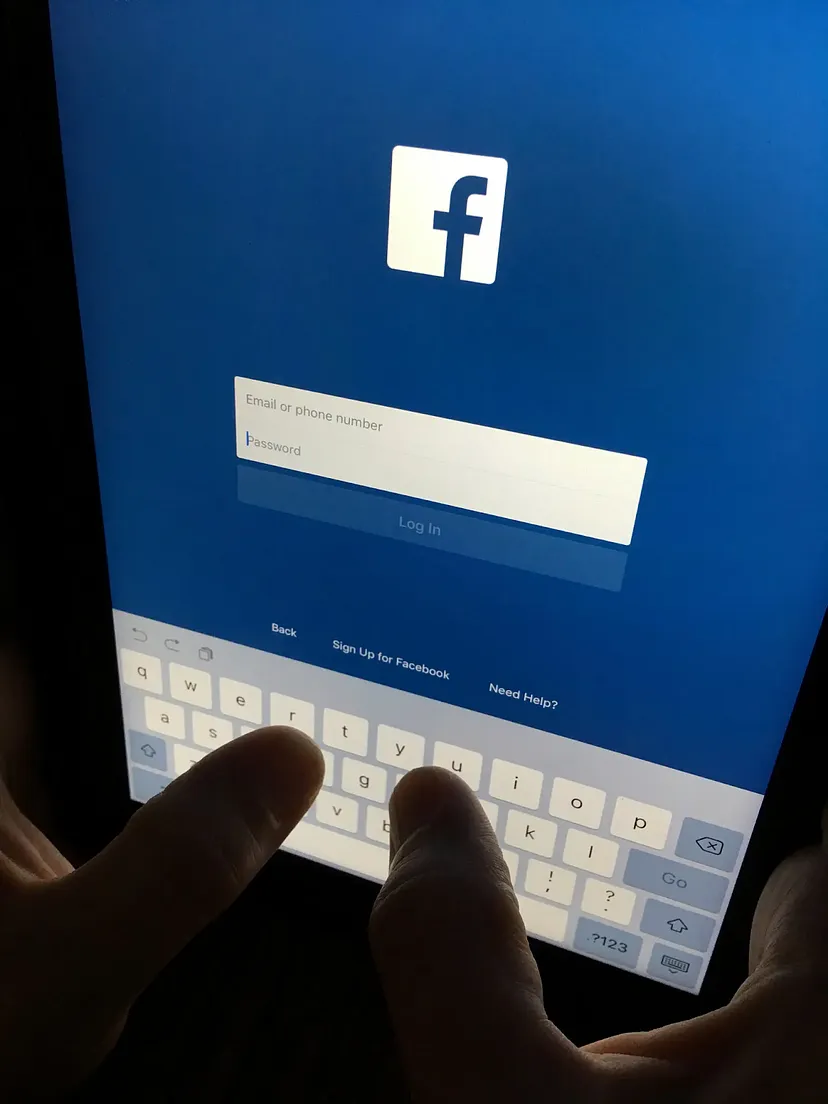 f
Email or phone number
Password
Log In
Back Sign Up for Facebook Need Help?
q w e r t y u i o p
a s g k l Go
v b ! , ? .
.?123